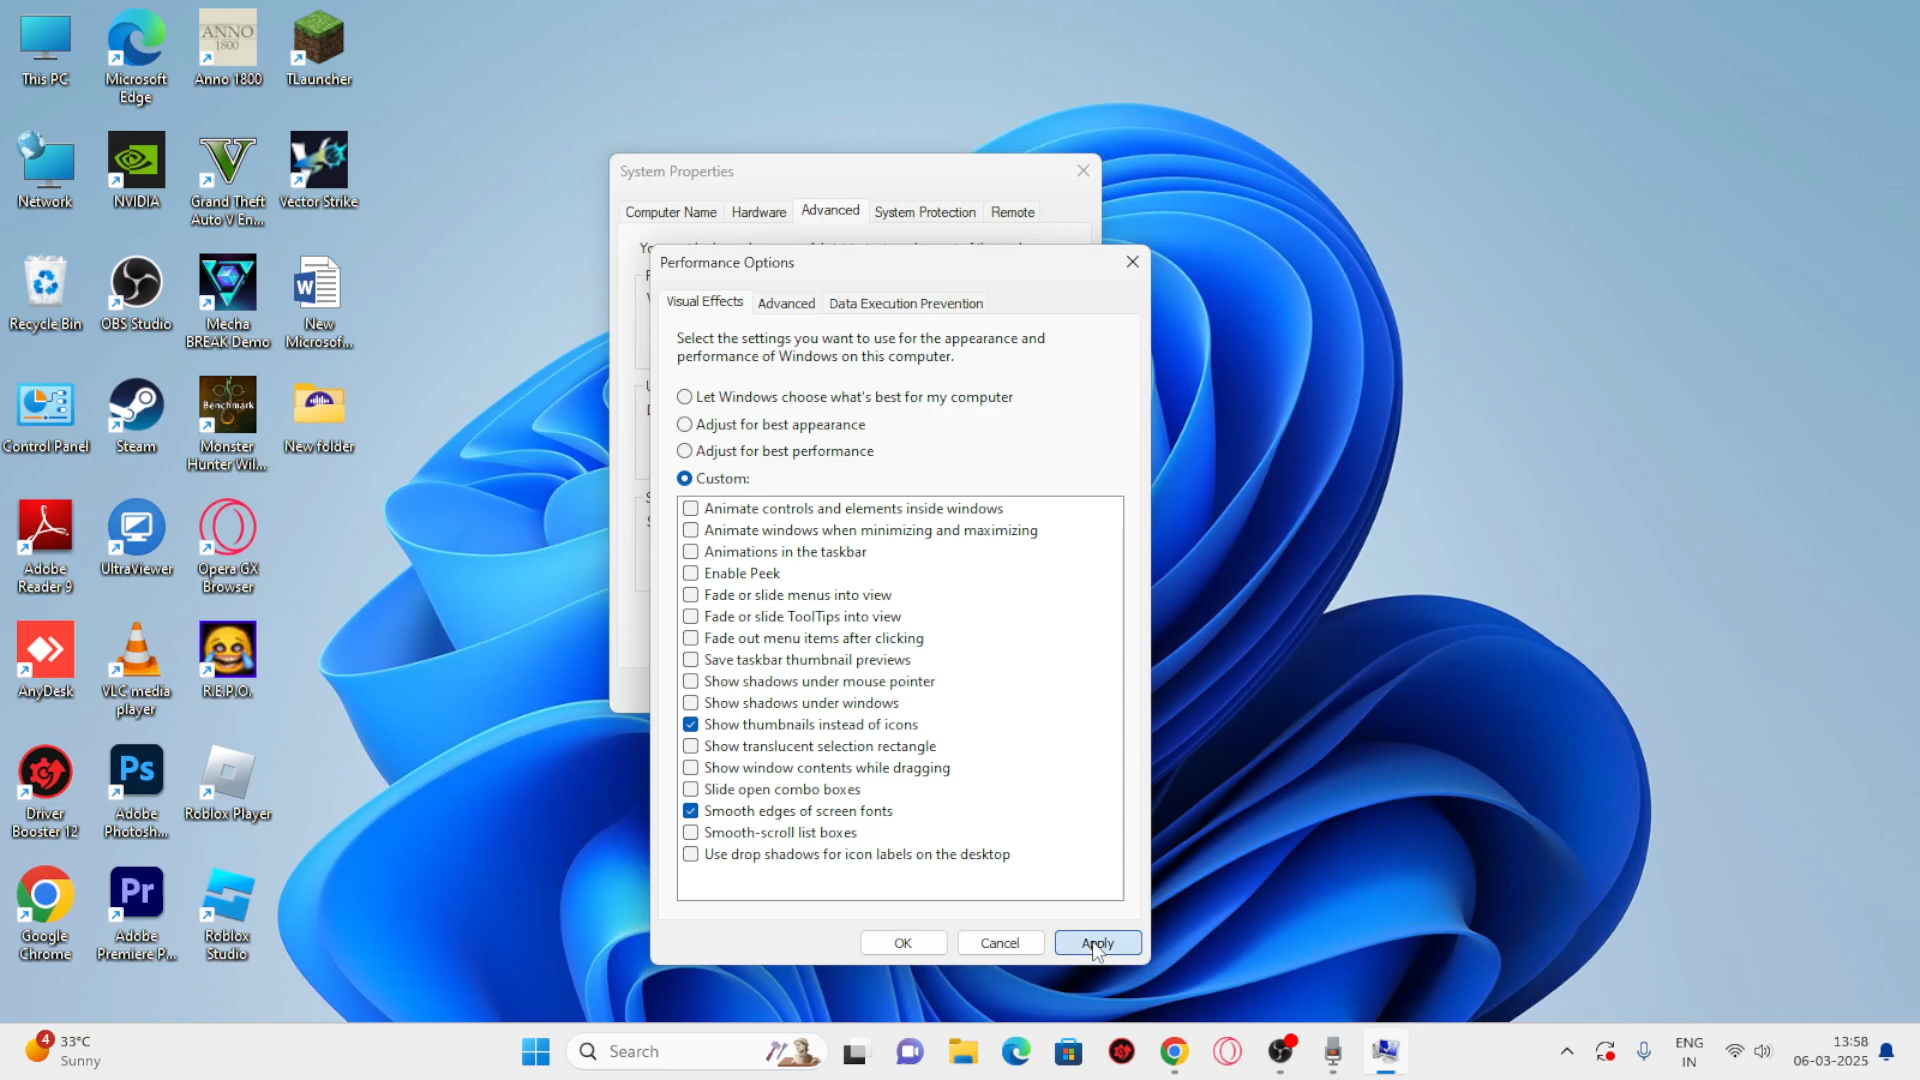 This PC
Microsoft
Edge
ANNO
1800
Anno 1800
TLauncher
Network
NVIDIA
Grand Theft
Auto V En...
Vector Strike
Recycle Bin
OBS Studio
Mecha
BREAK Demo
New
Microsof...
Control Panel
Steam
Benchmark
Monster
Hunter Wil...
New folder
Adobe
Reader 9
UltraViewer
Opera GX
Browser
AnyDesk
VLC media
player
R.E.P.O.
Driver
Booster 12
Ps
Adobe
Photosh...
Roblox Player
Google
Chrome
Pr
Adobe
Premiere P...
Roblox
Studio
System Properties
Computer Name
Hardware
Advanced
System Protection
Remote
Performance Options
Visual Effects
Advanced
Data Execution Prevention
Select the settings you want to use for the appearance and
performance of Windows on this computer.
Let Windows choose what's best for my computer
Adjust for best appearance
Adjust for best performance
Custom:
Animate controls and elements inside windows
Animate windows when minimizing and maximizing
Animations in the taskbar
Enable Peek
Fade or slide menus into view
Fade or slide ToolTips into view
Fade out menu items after clicking
Save taskbar thumbnail previews
Show shadows under mouse pointer
Show shadows under windows
Show thumbnails instead of icons
Show translucent selection rectangle
Show window contents while dragging
Slide open combo boxes
Smooth edges of screen fonts
Smooth-scroll list boxes
Use drop shadows for icon labels on the desktop
OK
Cancel
Apply
4
33°C
Sunny
Search
ENG
IN
13:58
06-03-2025